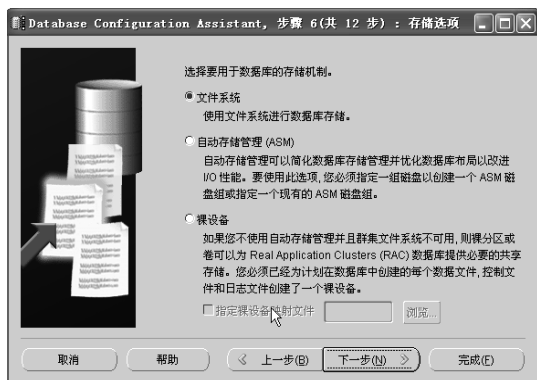 Database Configuration Assistant, 步骤 6(共 12 步) : 存储选项
选择要用于数据库的存储机制。
文件系统
使用文件系统进行数据库存储。
自动存储管理 (ASM)
自动存储管理可以简化数据库存储管理并优化数据库布局以改进
I/O 性能。要使用此选项, 您必须指定一组磁盘以创建一个 ASM 磁
盘组或指定一个现有的 ASM 磁盘组。
裸设备
如果您不使用自动存储管理并且群集文件系统不可用, 则裸分区或
卷可以为 Real Application Clusters (RAC) 数据库提供必要的共享
存储。您必须已经为计划在数据库中创建的每个数据文件, 控制文
件和日志文件创建了一个裸设备。
指定裸设备映射文件 浏览...
取消 帮助 上一步(B) 下一步(N) 完成(F)